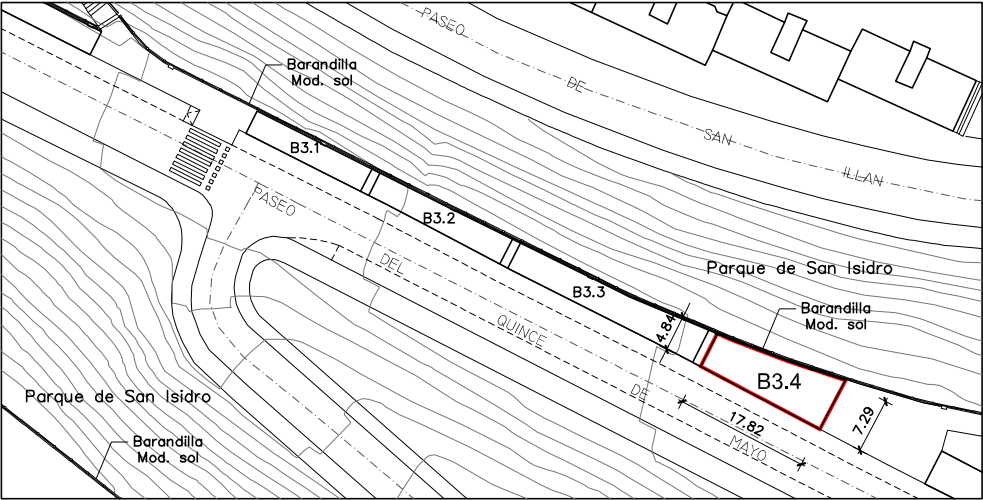 PASEO
DE
SAN
ILLAN
Barandilla
Mod. sol
B3.1
PASEO
B3.2
DEL
B3.3
Parque de San Isidro
QUINCE
4.84
Barandilla
Mod. sol
B3.4
DE
17.82
7.29
MAYO
Parque de San Isidro
Barandilla
Mod. sol